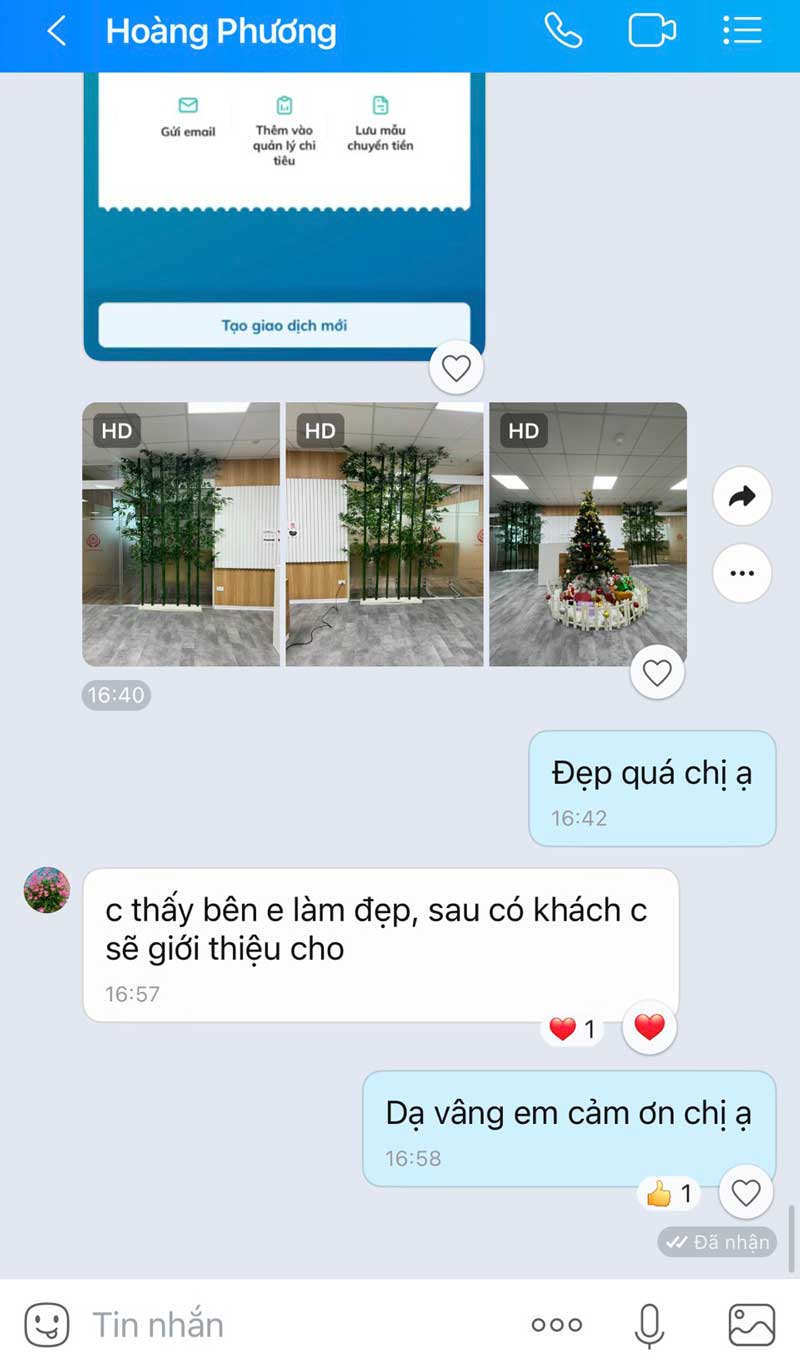 Hoàng Phương
Gửi email
Thêm vào
quản lý chi
tiêu
Lưu mẫu
chuyển tiền
Tạo giao dịch mới
HD
HD
HD
16:40
Đẹp quá chị ạ
16:42
c thấy bên e làm đẹp, sau có khách c
sẽ giới thiệu cho
16:57
1
Dạ vâng em cảm ơn chị ạ
16:58
1
Đã nhận
Tin nhắn